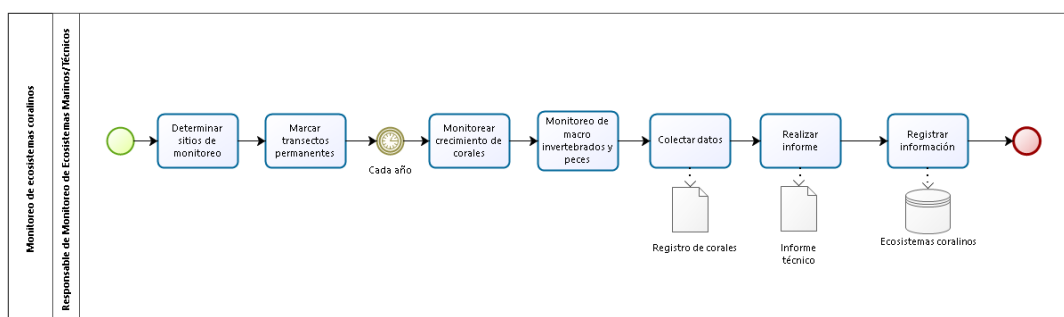 Monitoreo de ecosistemas coralinos
Responsable de Monitoreo de Ecosistemas Marinos/Técnicos
Determinar
sitios de
monitoreo
Marcar
transectos
permanentes
Cada año
Monitorear
crecimiento de
corales
Monitoreo de
macro
invertebrados y
peces
Colectar datos
Realizar
informe
Registrar
información
Registro de corales
Informe
técnico
Ecosistemas coralinos